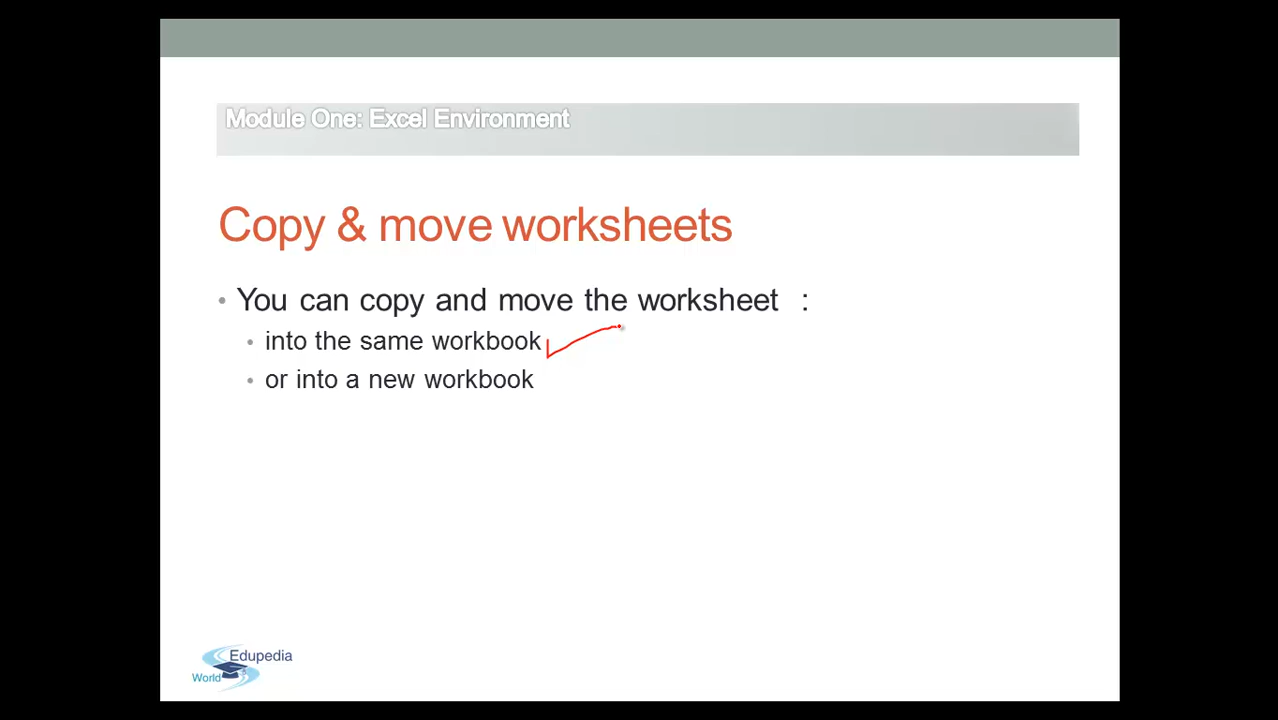 Module One: Excel Environment
Copy & move worksheets
• You can copy and move the worksheet :
• into the same workbook
• or into a new workbook
Edupedia
World